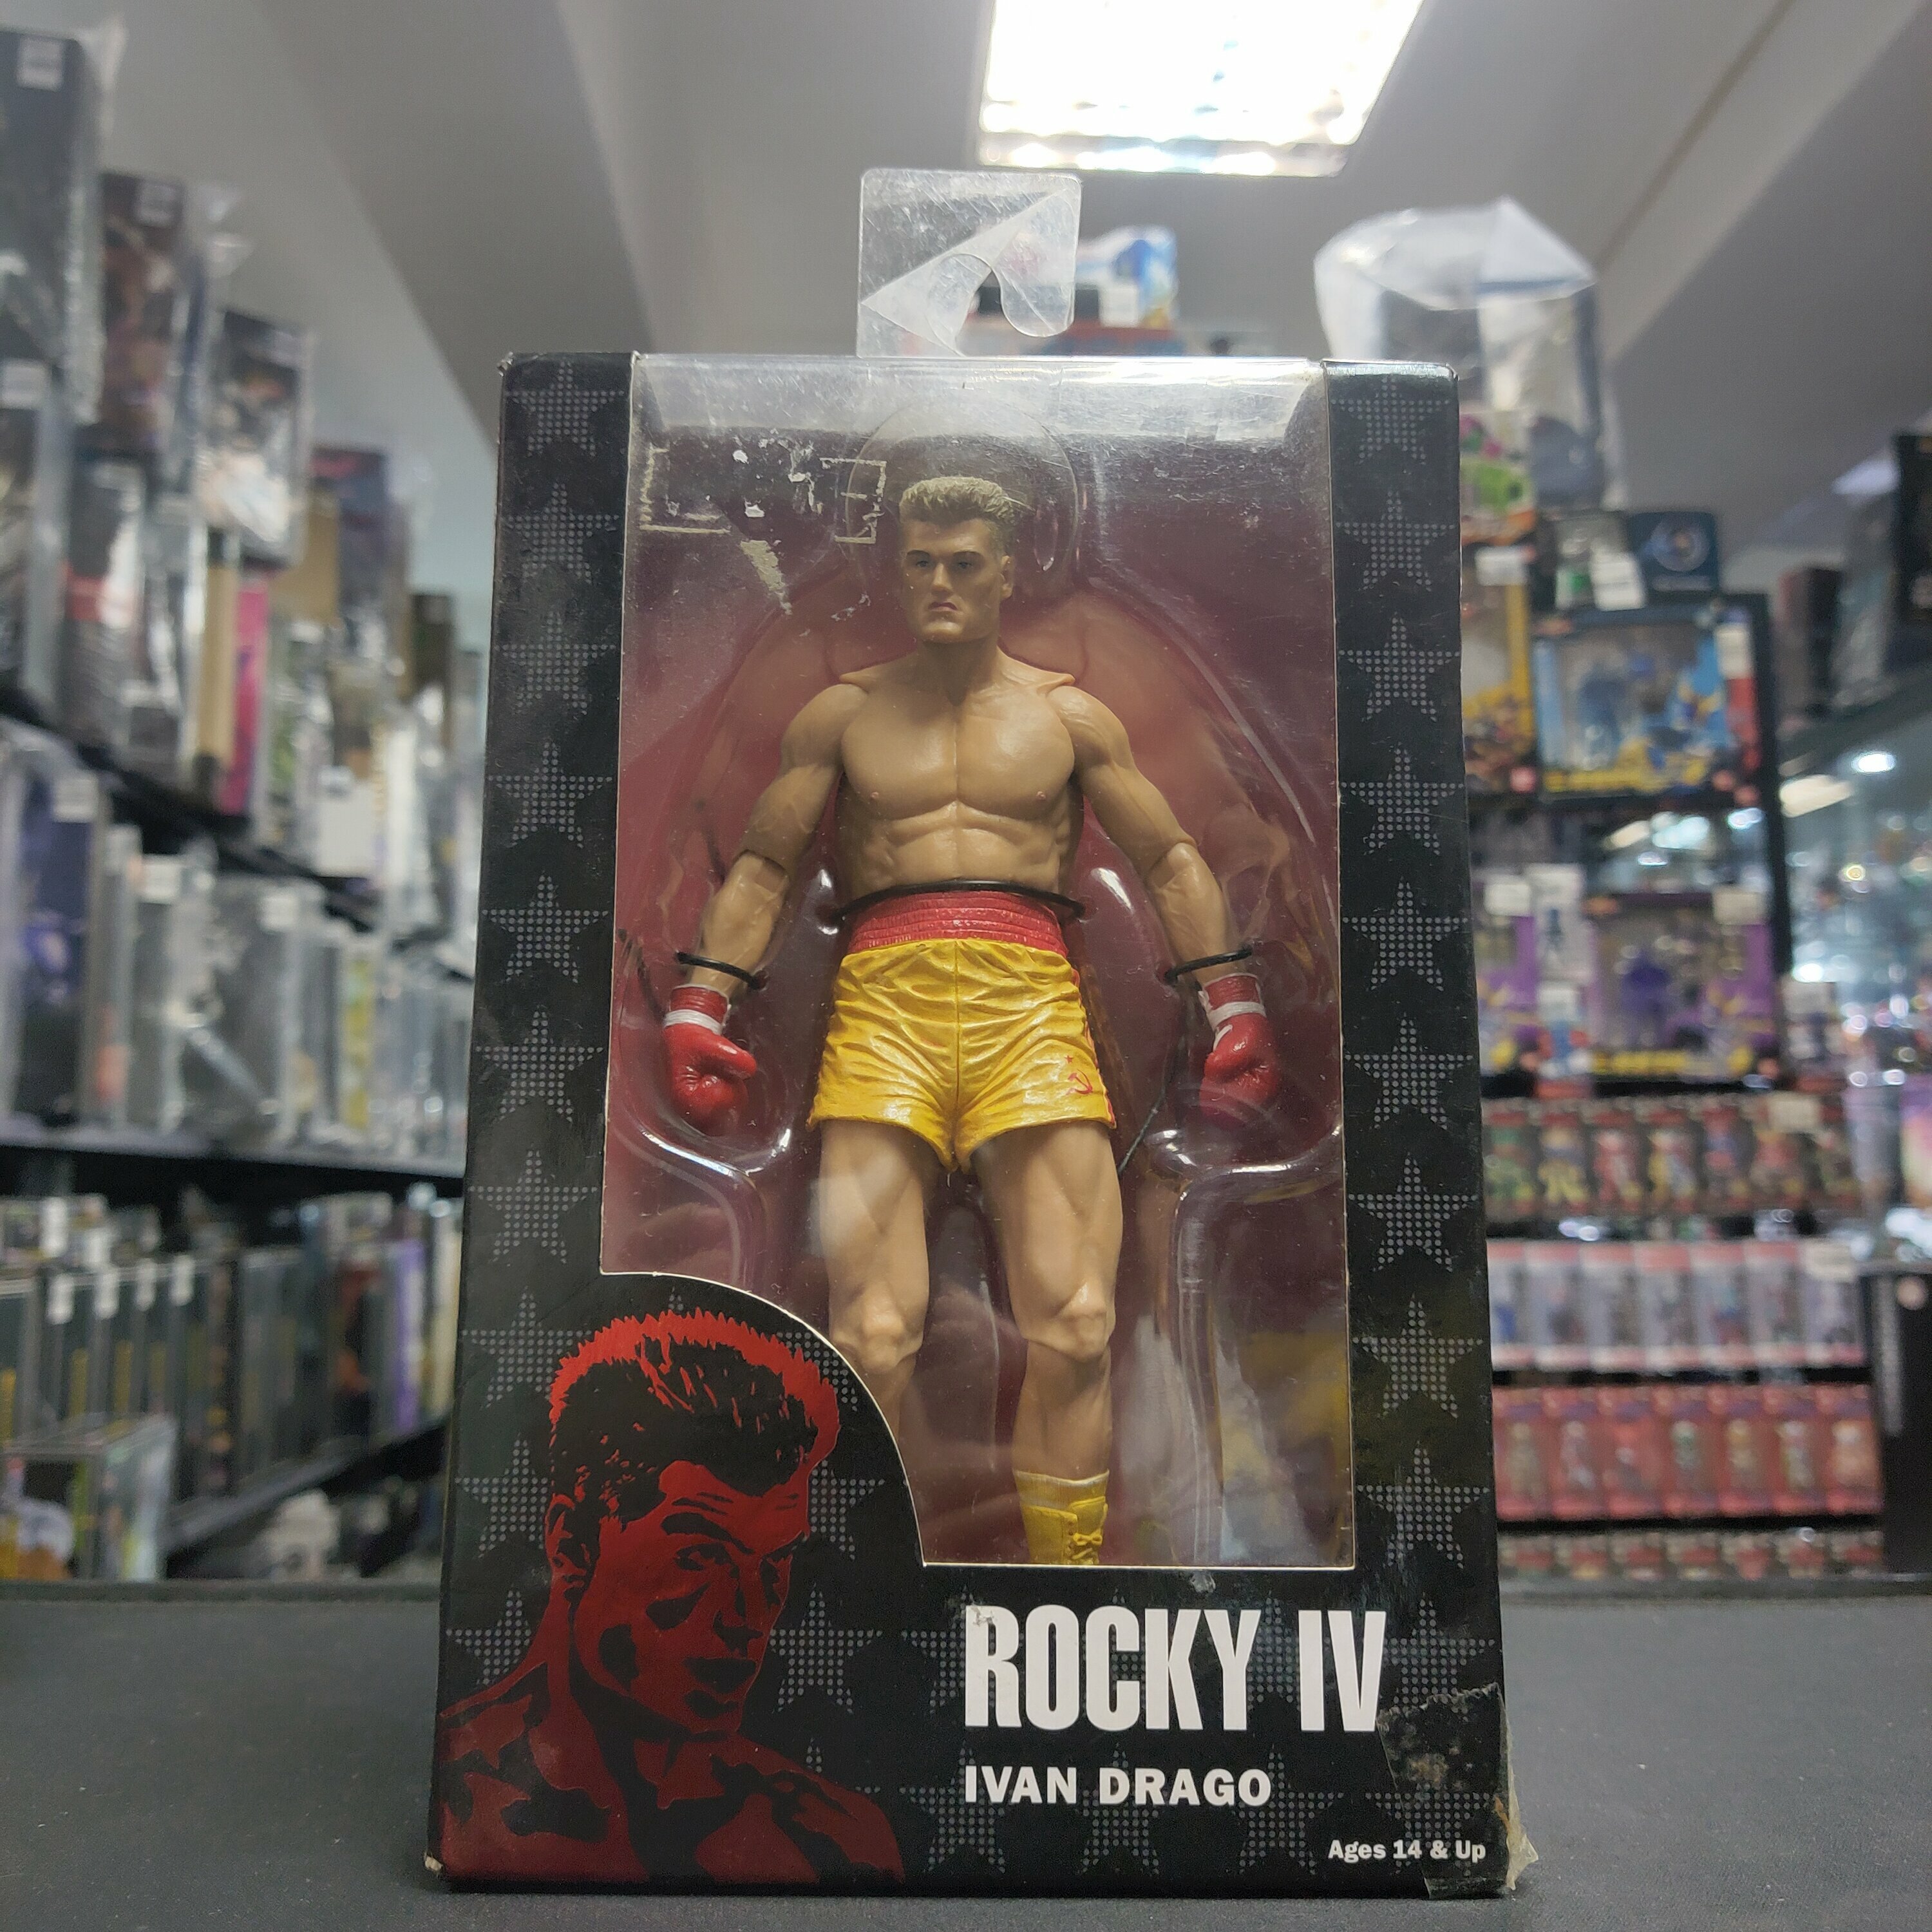 ROCKY IV
IVAN DRAGO
Ages 14 & Up